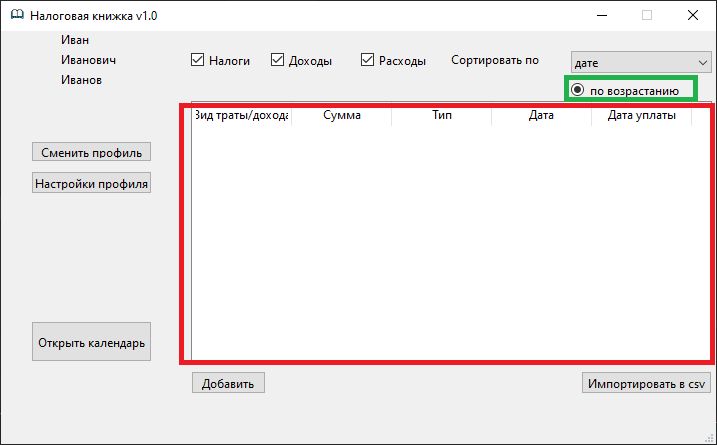 Налоговая книжка v1.0
Иван
Иванович
Иванов
Налоги Доходы Расходы Сортировать по дате
по возрастанию
Вид траты/дохода Сумма Тип Дата Дата уплаты
Сменить профиль
Настройки профиля
Открыть календарь
Добавить Импортировать в csv